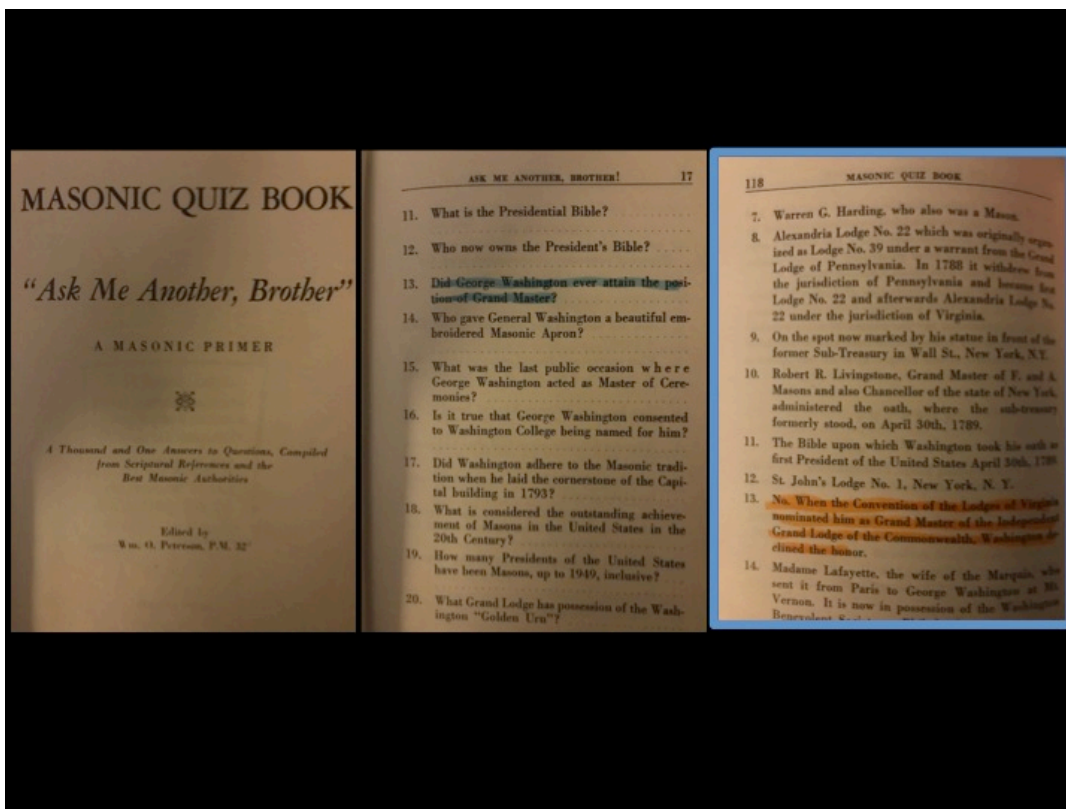 MASONIC QUIZ BOOK
"Ask Me Another, Brother"
A MASONIC PRIMER
A Thousand and One Answers to Questions, Compiled
from Scriptural References and the
Best Masonic Authorities
Edited by
Wm. O. Peterson, P.M. 32°
ASK ME ANOTHER, BROTHER! 17
11. What is the Presidential Bible?
12. Who now owns the President's Bible?
13. Did George Washington ever attain the posi-
tion of Grand Master?
14. Who gave General Washington a beautiful em-
broidered Masonic Apron?
15. What was the last public occasion where
George Washington acted as Master of Cere-
monies?
16. Is it true that George Washington consented
to Washington College being named for him?
17. Did Washington adhere to the Masonic tradi-
tion when he laid the cornerstone of the Capi-
tal building in 1793?
18. What is considered the outstanding achieve-
ment of Masons in the United States in the
20th Century?
19. How many Presidents of the United States
have been Masons, up to 1949, inclusive?
20. What Grand Lodge has possession of the Wash-
ington "Golden Urn"?
118 MASONIC QUIZ BOOK
7. Warren G. Harding, who also was a Mason.
8. Alexandria Lodge No. 22 which was originally organ-
ized as Lodge No. 39 under a warrant from the Grand
Lodge of Pennsylvania. In 1788 it withdrew from
the jurisdiction of Pennsylvania and became first
Lodge No. 22 and afterwards Alexandria Lodge No.
22 under the jurisdiction of Virginia.
9. On the spot now marked by his statue in front of the
former Sub-Treasury in Wall St., New York, N.Y.
10. Robert R. Livingstone, Grand Master of F. and A.
Masons and also Chancellor of the state of New York,
administered the oath, where the sub-treasury
formerly stood, on April 30th, 1789.
11. The Bible upon which Washington took his oath as
first President of the United States April 30th, 1789.
12. St. John's Lodge No. 1, New York, N. Y.
13. No. When the Convention of the Lodges of Virginia
nominated him as Grand Master of the Independent
Grand Lodge of the Commonwealth, Washington de-
clined the honor.
14. Madame Lafayette, the wife of the Marquis, who
sent it from Paris to George Washington at Mt.
Vernon. It is now in possession of the Washington
Benevolent